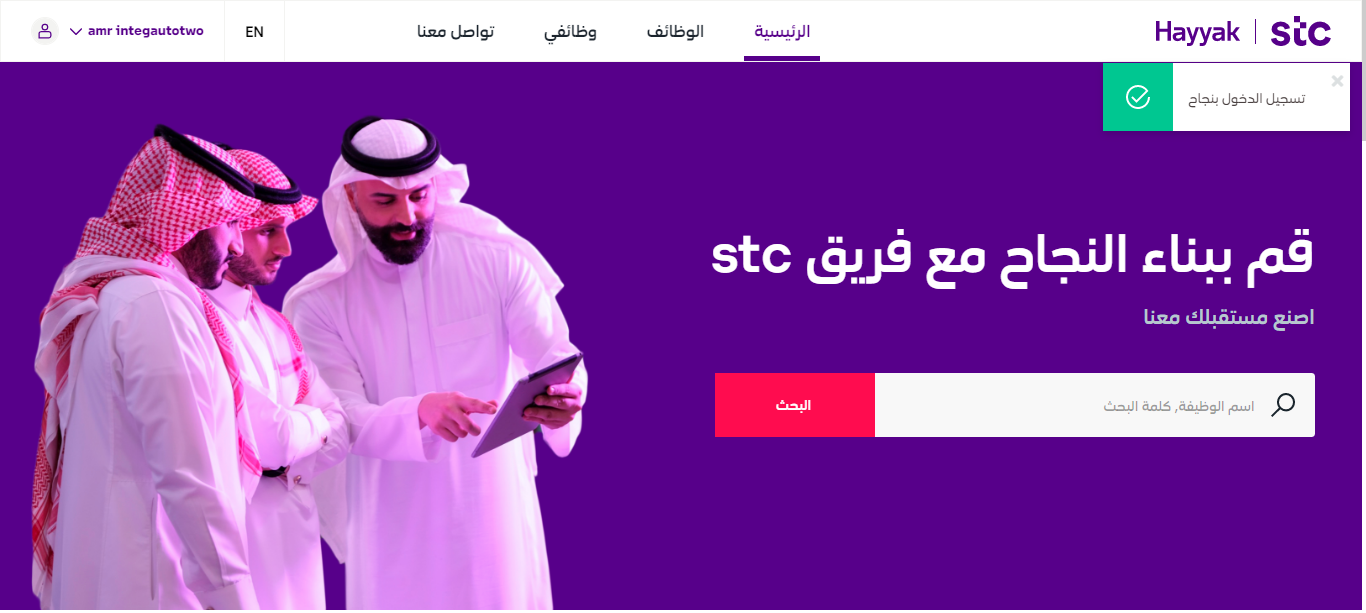 stc | Hayyak
الرئيسية
الوظائف
وظائفي
تواصل معنا
EN
amr integautotwo
تسجيل الدخول بنجاح
قم ببناء النجاح مع فريق stc
اصنع مستقبلك معنا
اسم الوظيفة, كلمة البحث
البحث